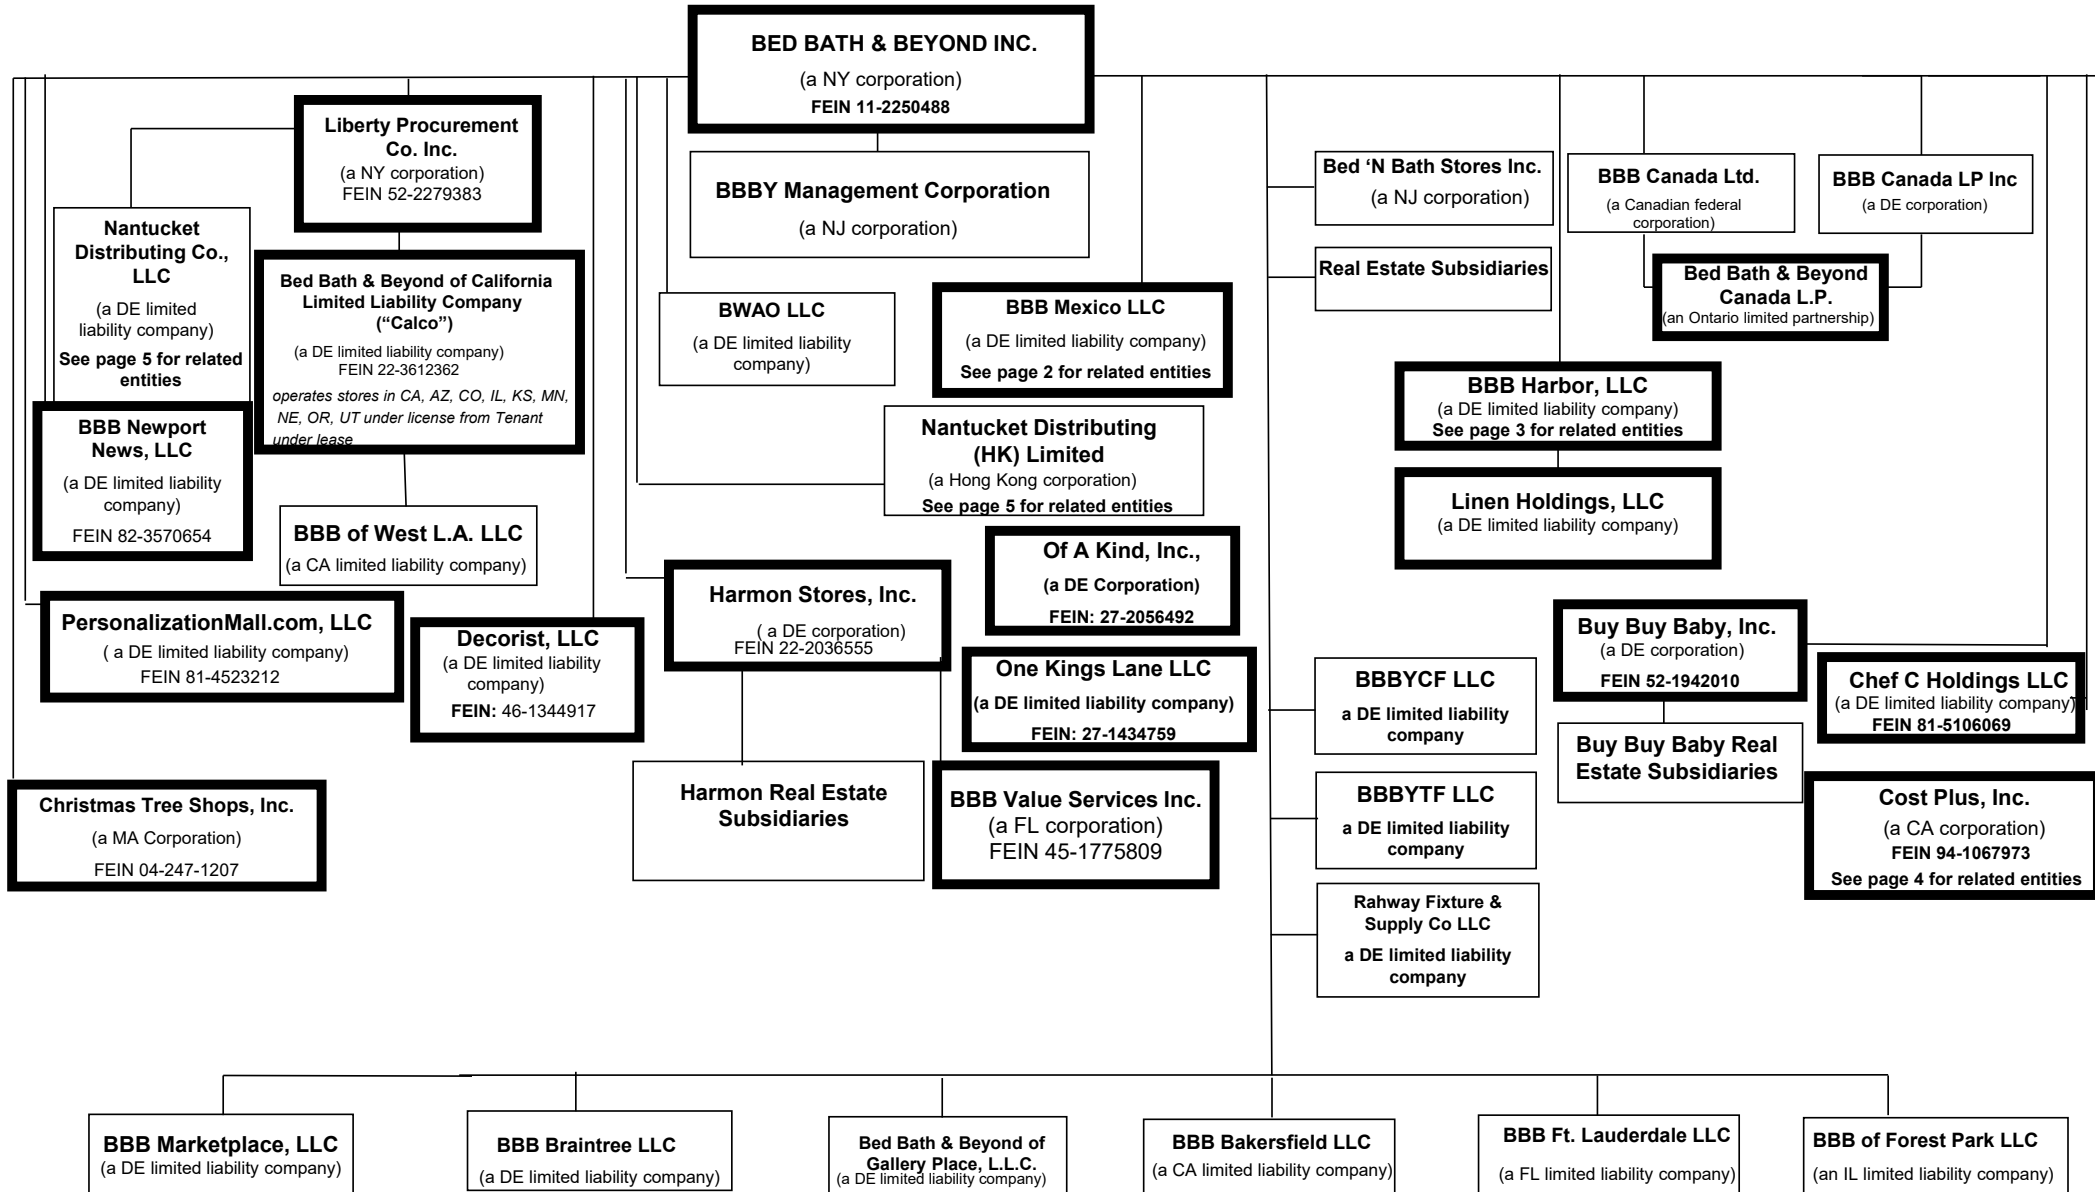 BED BATH & BEYOND INC.
(a NY corporation)
FEIN 11-2250488
Liberty Procurement
Co. Inc.
(a NY corporation)
FEIN 52-2279383
BBBY Management Corporation
(a NJ corporation)
Bed ‘N Bath Stores Inc.
(a NJ corporation)
BBB Canada Ltd.
(a Canadian federal
corporation)
BBB Canada LP Inc
(a DE corporation)
Nantucket
Distributing Co.,
LLC
(a DE limited
liability company)
See page 5 for related
entities
Bed Bath & Beyond of California
Limited Liability Company
(“Calco”)
(a DE limited liability company)
FEIN 22-3612362
operates stores in CA, AZ, CO, IL, KS, MN,
NE, OR, UT under license from Tenant
under lease
BWAO LLC
(a DE limited liability
company)
BBB Mexico LLC
(a DE limited liability company)
See page 2 for related entities
Real Estate Subsidiaries
Bed Bath & Beyond
Canada L.P.
(an Ontario limited partnership)
BBB Newport
News, LLC
(a DE limited liability
company)
FEIN 82-3570654
Nantucket Distributing
(HK) Limited
(a Hong Kong corporation)
See page 5 for related entities
BBB Harbor, LLC
(a DE limited liability company)
See page 3 for related entities
Linen Holdings, LLC
(a DE limited liability company)
BBB of West L.A. LLC
(a CA limited liability company)
Of A Kind, Inc.,
(a DE Corporation)
FEIN: 27-2056492
PersonalizationMall.com, LLC
( a DE limited liability company)
FEIN 81-4523212
Decorist, LLC
(a DE limited liability
company)
FEIN: 46-1344917
Harmon Stores, Inc.
( a DE corporation)
FEIN 22-2036555
One Kings Lane LLC
(a DE limited liability company)
FEIN: 27-1434759
BBBYCF LLC
a DE limited liability
company
Buy Buy Baby, Inc.
(a DE corporation)
FEIN 52-1942010
Chef C Holdings LLC
(a DE limited liability company)
FEIN 81-5106069
Buy Buy Baby Real
Estate Subsidiaries
Christmas Tree Shops, Inc.
(a MA Corporation)
FEIN 04-247-1207
Harmon Real Estate
Subsidiaries
BBB Value Services Inc.
(a FL corporation)
FEIN 45-1775809
BBBYTF LLC
a DE limited liability
company
Cost Plus, Inc.
(a CA corporation)
FEIN 94-1067973
See page 4 for related entities
Rahway Fixture &
Supply Co LLC
a DE limited liability
company
BBB Marketplace, LLC
(a DE limited liability company)
BBB Braintree LLC
(a DE limited liability company)
Bed Bath & Beyond of
Gallery Place, L.L.C.
(a DE limited liability company)
BBB Bakersfield LLC
(a CA limited liability company)
BBB Ft. Lauderdale LLC
(a FL limited liability company)
BBB of Forest Park LLC
(an IL limited liability company)